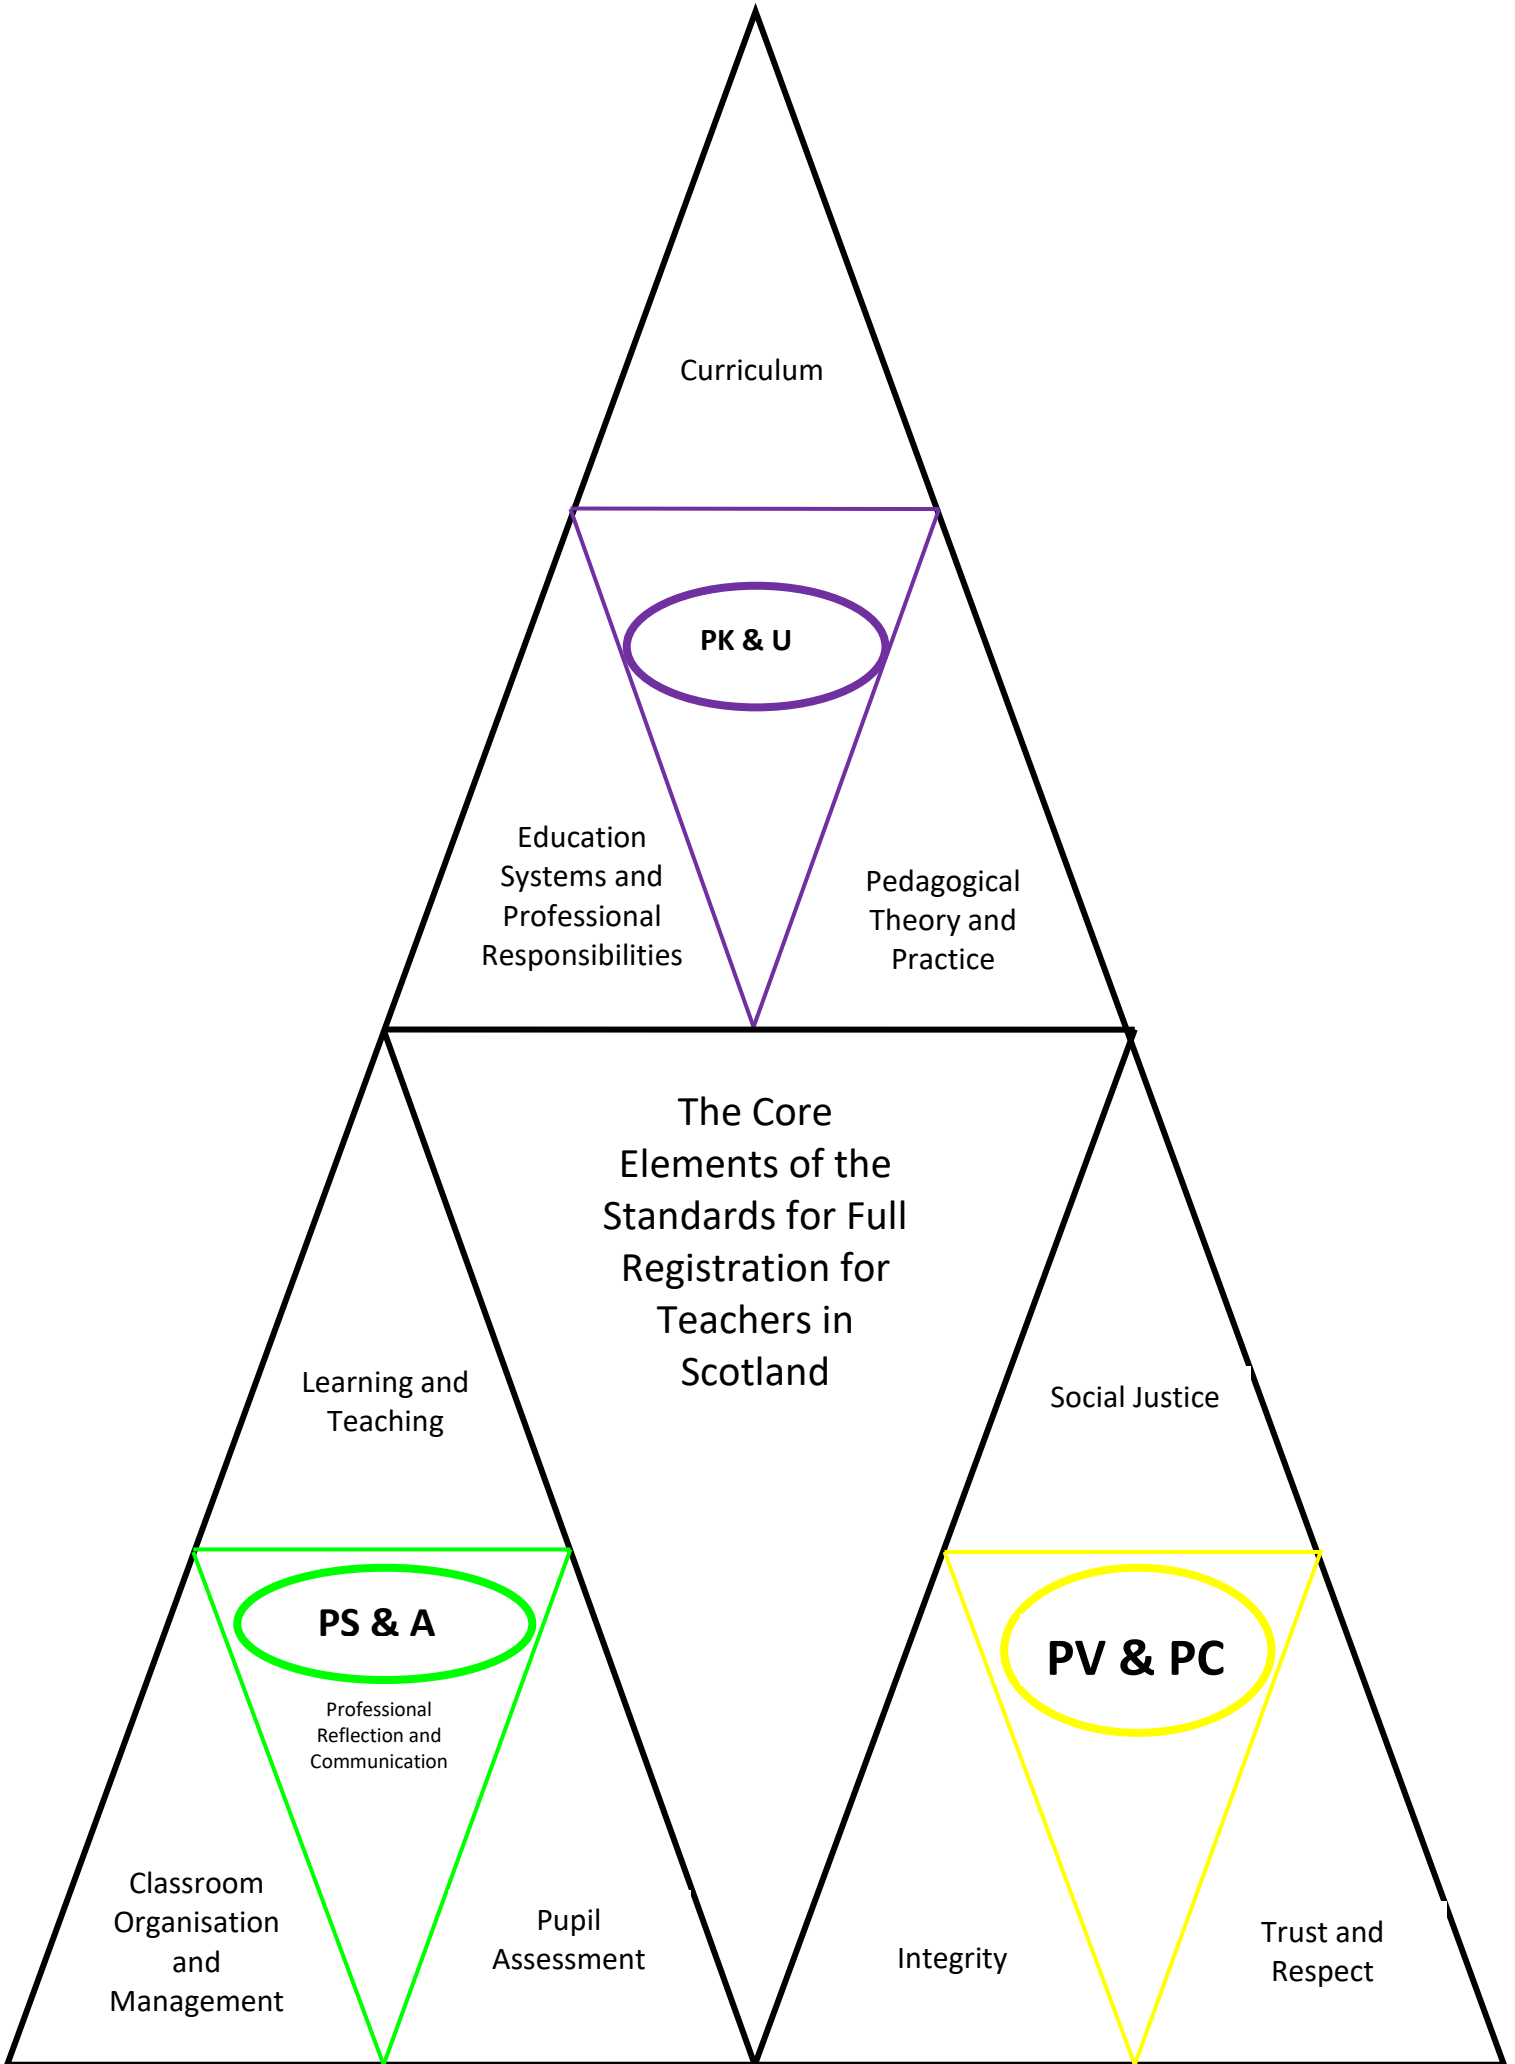 Curriculum
PK & U
Education
Systems and
Professional
Responsibilities
Pedagogical
Theory and
Practice
The Core
Elements of the
Standards for Full
Registration for
Teachers in
Scotland
Learning and
Teaching
Social Justice
PS & A
Professional
Reflection and
Communication
PV & PC
Classroom
Organisation
and
Management
Pupil
Assessment
Integrity
Trust and
Respect